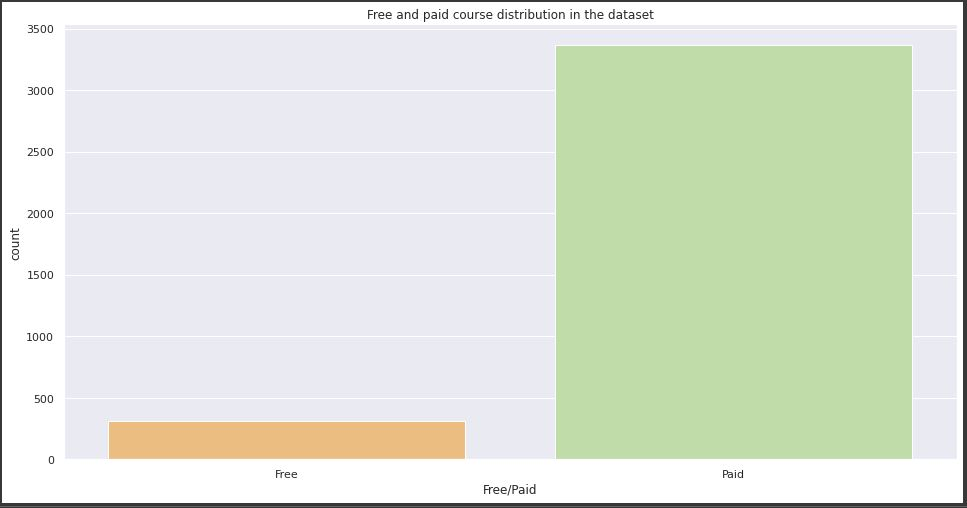 Free and paid course distribution in the dataset
3500
3000
2500
2000
1500
1000
500
0
count
Free
Paid
Free/Paid